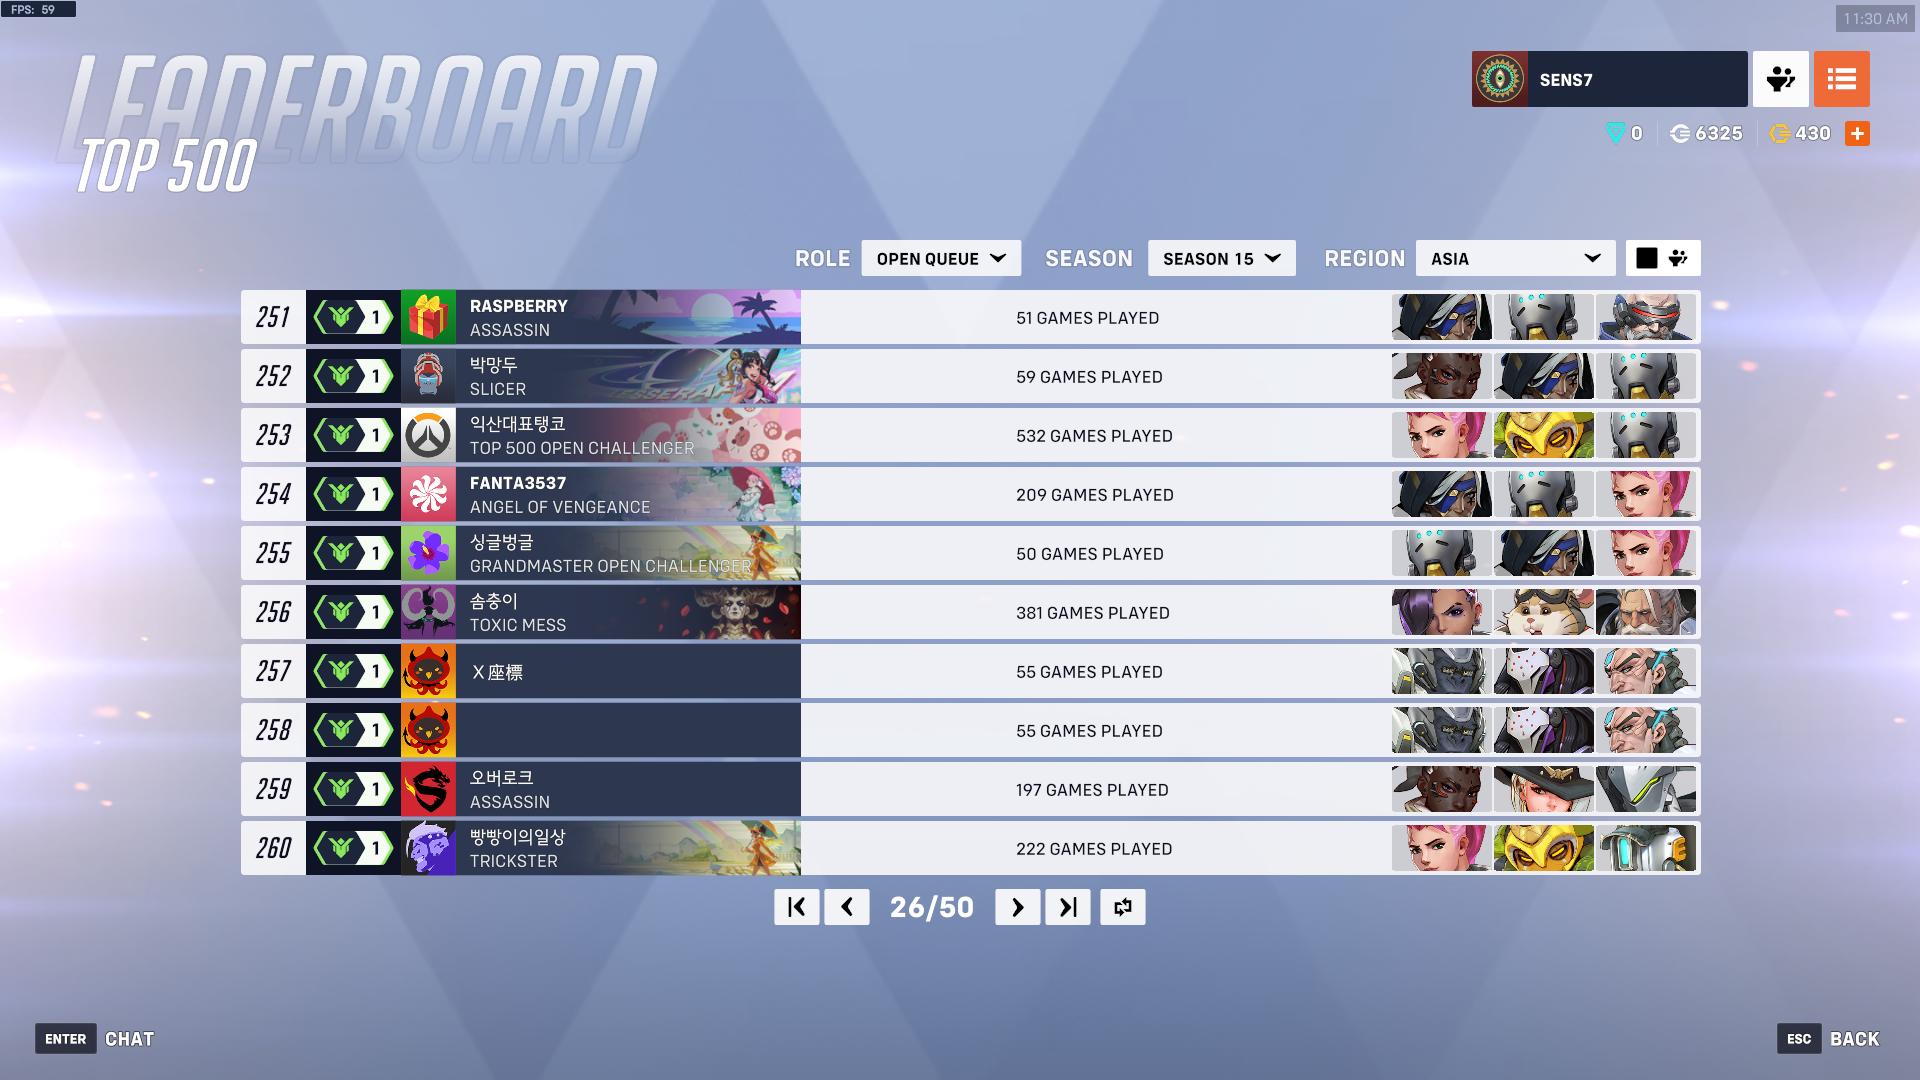 FPS: 59
11:30 AM
LEADERBOARD
TOP 500
SENS7
0
6325
430
ROLE
OPEN QUEUE
SEASON
SEASON 15
REGION
ASIA
251
1
RASPBERRY
ASSASSIN
51 GAMES PLAYED
252
1
박망두
SLICER
59 GAMES PLAYED
253
1
익산대표탱코
TOP 500 OPEN CHALLENGER
532 GAMES PLAYED
254
1
FANTA3537
ANGEL OF VENGEANCE
209 GAMES PLAYED
255
1
싱글벙글
GRANDMASTER OPEN CHALLENGER
50 GAMES PLAYED
256
1
솜충이
TOXIC MESS
381 GAMES PLAYED
257
1
X座標
55 GAMES PLAYED
258
1
55 GAMES PLAYED
259
1
오버로크
ASSASSIN
197 GAMES PLAYED
260
1
빵빵이의일상
TRICKSTER
222 GAMES PLAYED
26/50
ENTER
CHAT
ESC
BACK